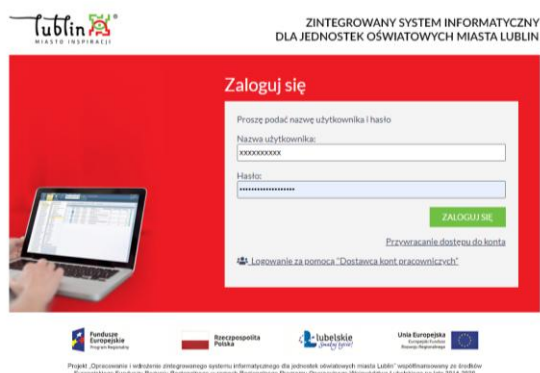 lublin
MIASTO INSPIRACJI
ZINTEGROWANY SYSTEM INFORMATYCZNY
DLA JEDNOSTEK OŚWIATOWYCH MIASTA LUBLIN
Zaloguj się
Proszę podać nazwę użytkownika i hasło
Nazwa użytkownika:
xxxxxxxxxx
Hasło:
ZALOGUJ SIĘ
Przywracanie dostępu do konta
Logowanie za pomocą "Dostawca kont pracowniczych"
Fundusze
Europejskie
Program Regionalny
Rzeczpospolita
Polska
lubelskie
Smakuj życie!
Unia Europejska
Europejski Fundusz
Rozwoju Regionalnego
Projekt „Opracowanie i wdrożenie zintegrowanego systemu informatycznego dla jednostek oświatowych miasta Lublin" współfinansowany ze środków